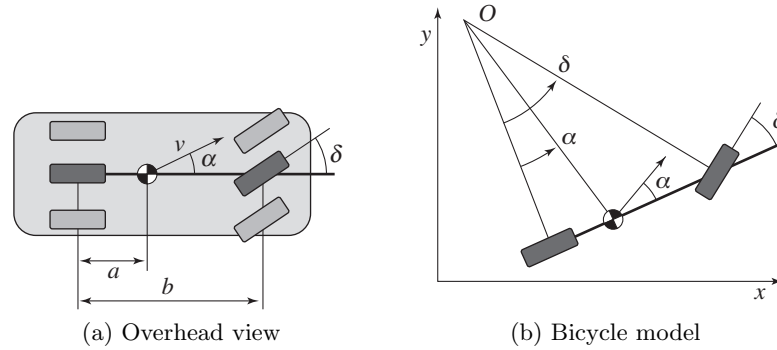 v
α
δ
a
b
(a) Overhead view
y
O
δ
α
α
δ
x
(b) Bicycle model